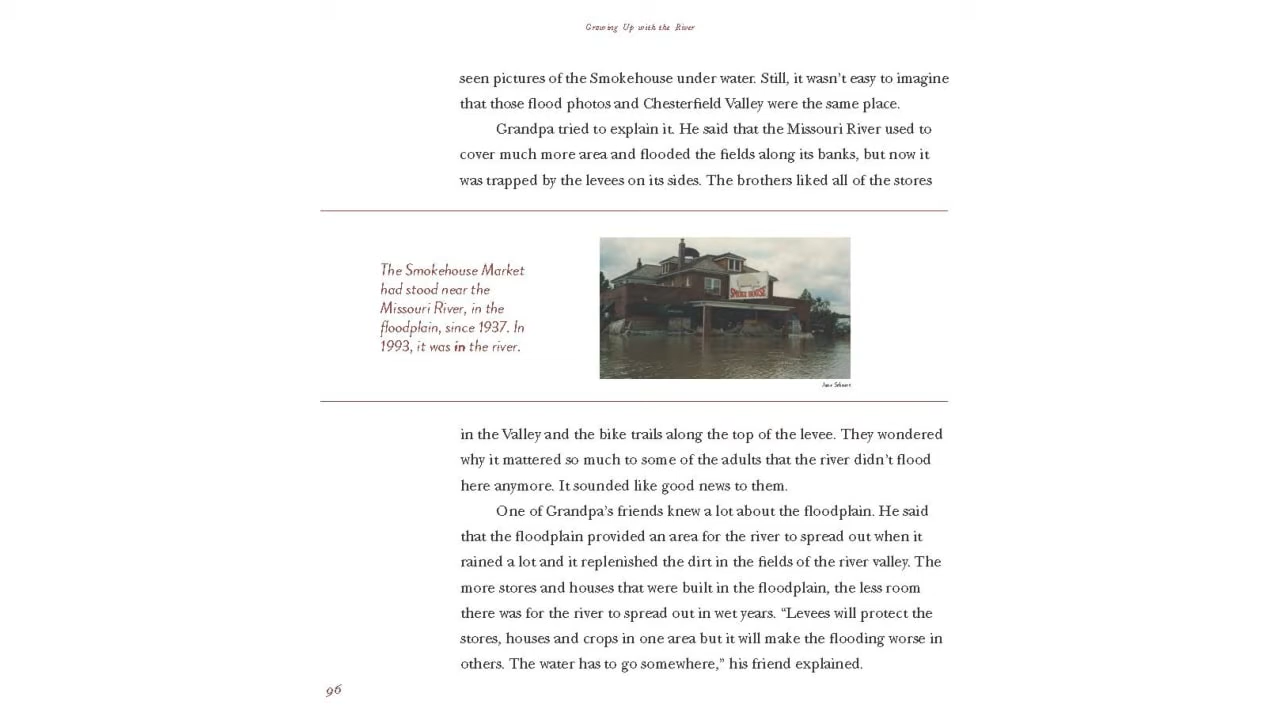 Growing Up with the River
seen pictures of the Smokehouse under water. Still, it wasn’t easy to imagine
that those flood photos and Chesterfield Valley were the same place.
Grandpa tried to explain it. He said that the Missouri River used to
cover much more area and flooded the fields along its banks, but now it
was trapped by the levees on its sides. The brothers liked all of the stores
The Smokehouse Market
had stood near the
Missouri River, in the
floodplain, since 1937. In
1993, it was in the river.
SMOKE HOUSE
in the Valley and the bike trails along the top of the levee. They wondered
why it mattered so much to some of the adults that the river didn’t flood
here anymore. It sounded like good news to them.
One of Grandpa’s friends knew a lot about the floodplain. He said
that the floodplain provided an area for the river to spread out when it
rained a lot and it replenished the dirt in the fields of the river valley. The
more stores and houses that were built in the floodplain, the less room
there was for the river to spread out in wet years. “Levees will protect the
stores, houses and crops in one area but it will make the flooding worse in
others. The water has to go somewhere,” his friend explained.
96